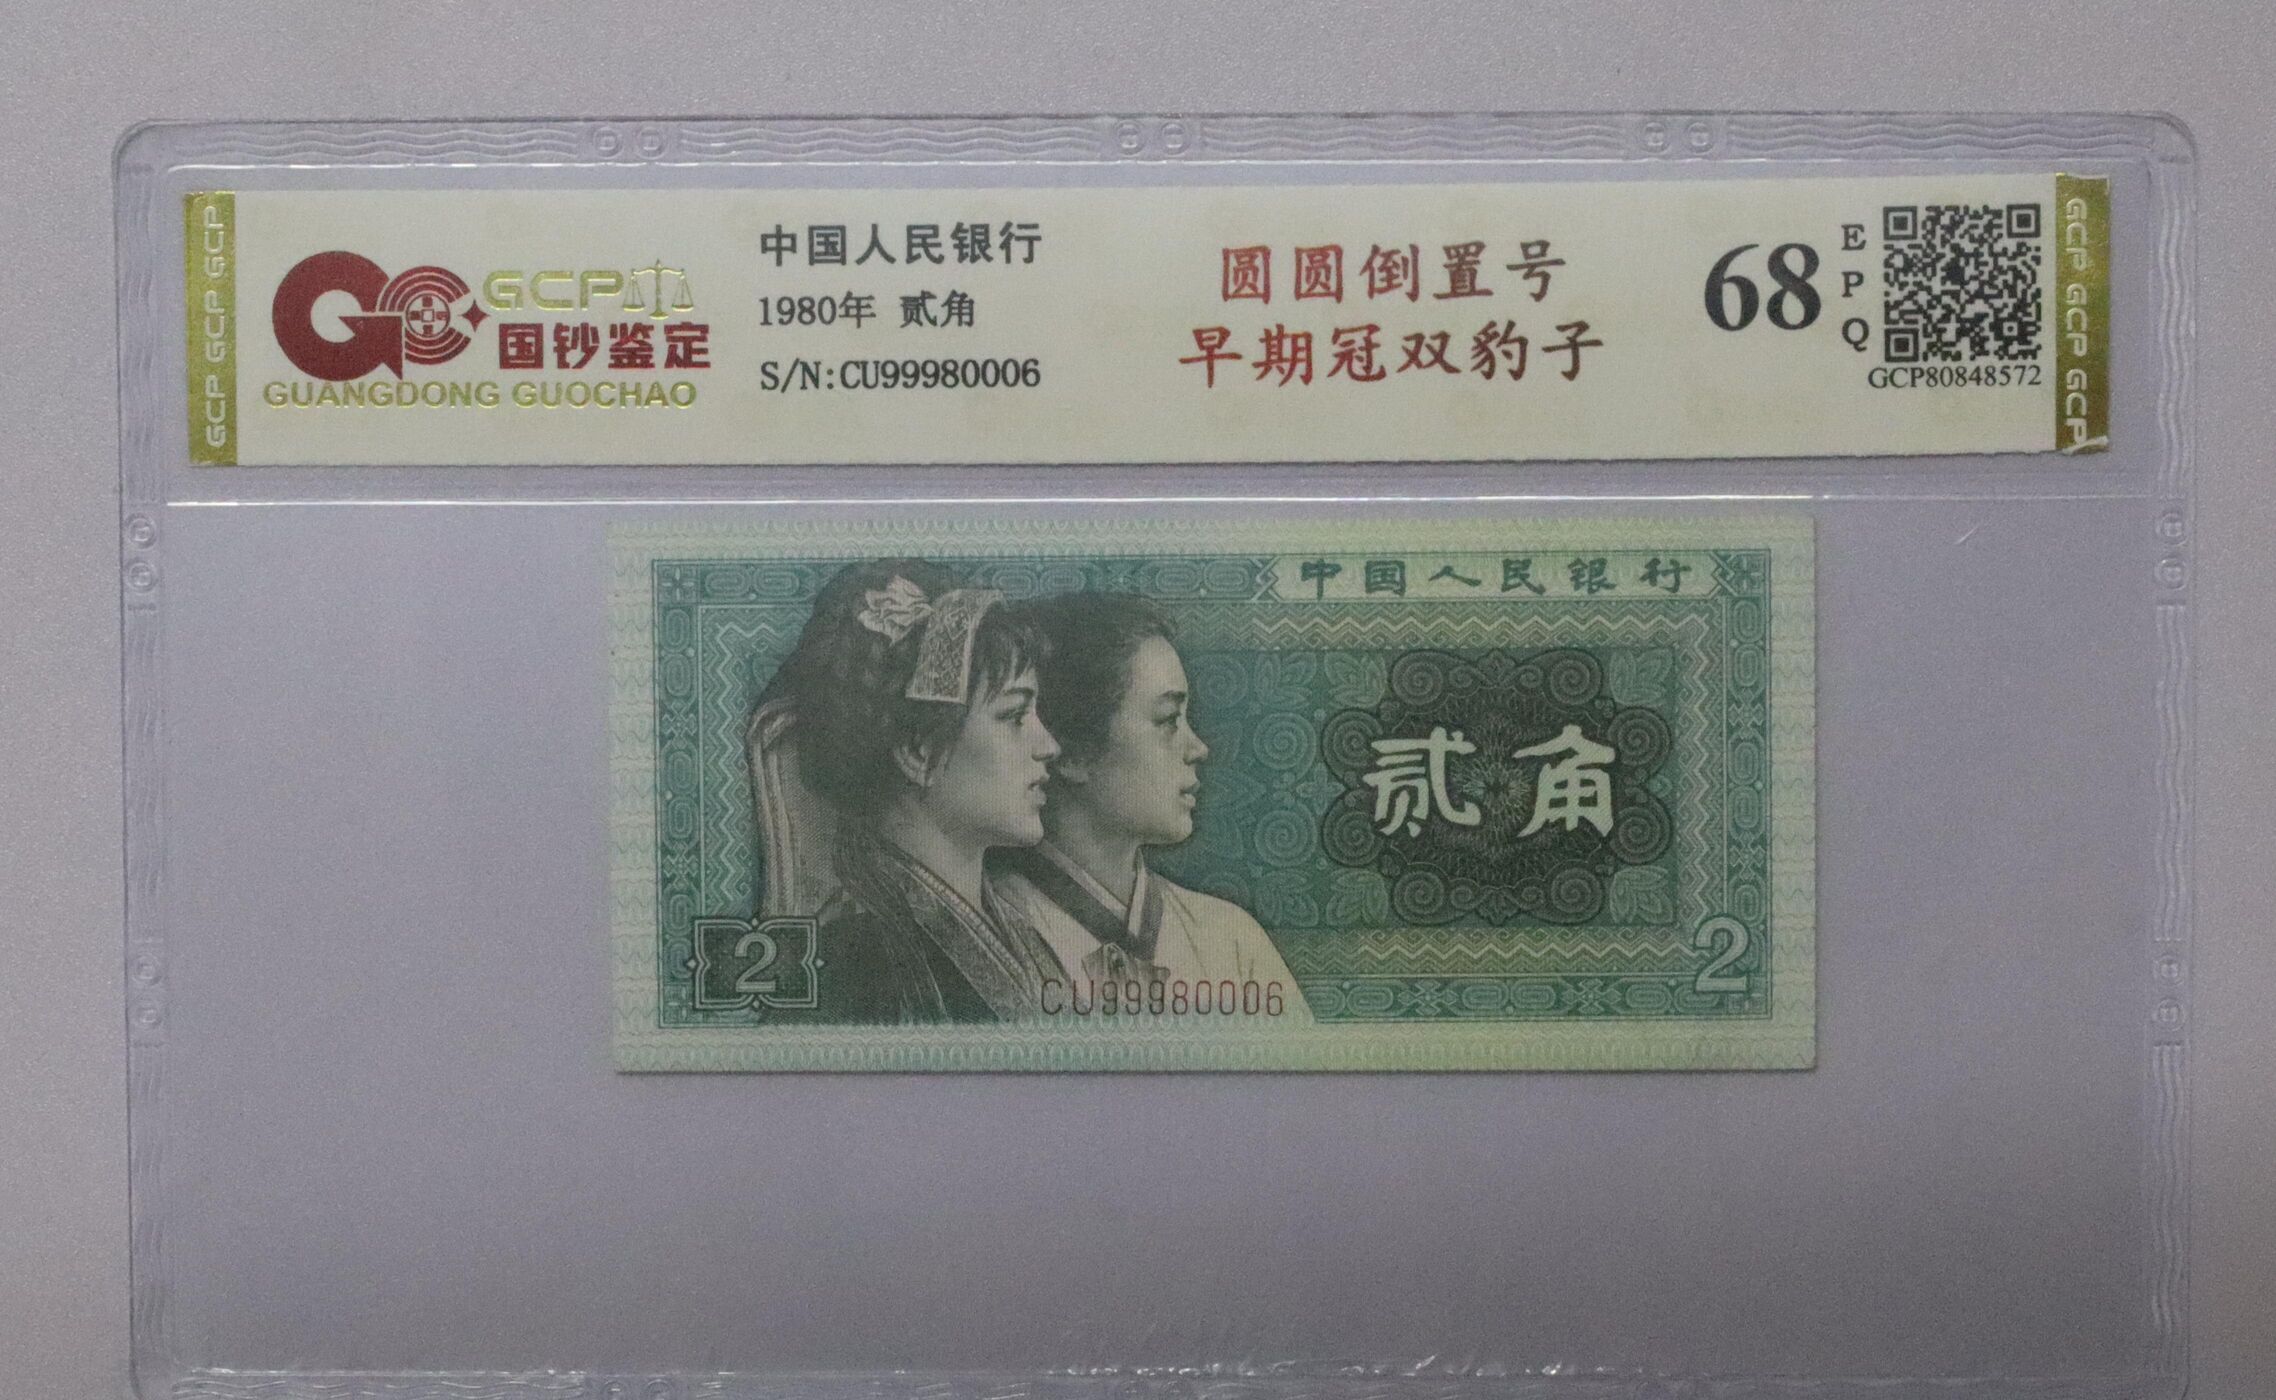 GCP GCP GCP
GCP
国钞鉴定
GUANGDONG GUOCHAO
中国人民银行
1980年 贰角
S/N:CU99980006
圆圆倒置号
早期冠双豹子
68
E
P
Q
GCP80848572
GCP GCP GCP
中国人民银行
贰角
2
2
CU99980006